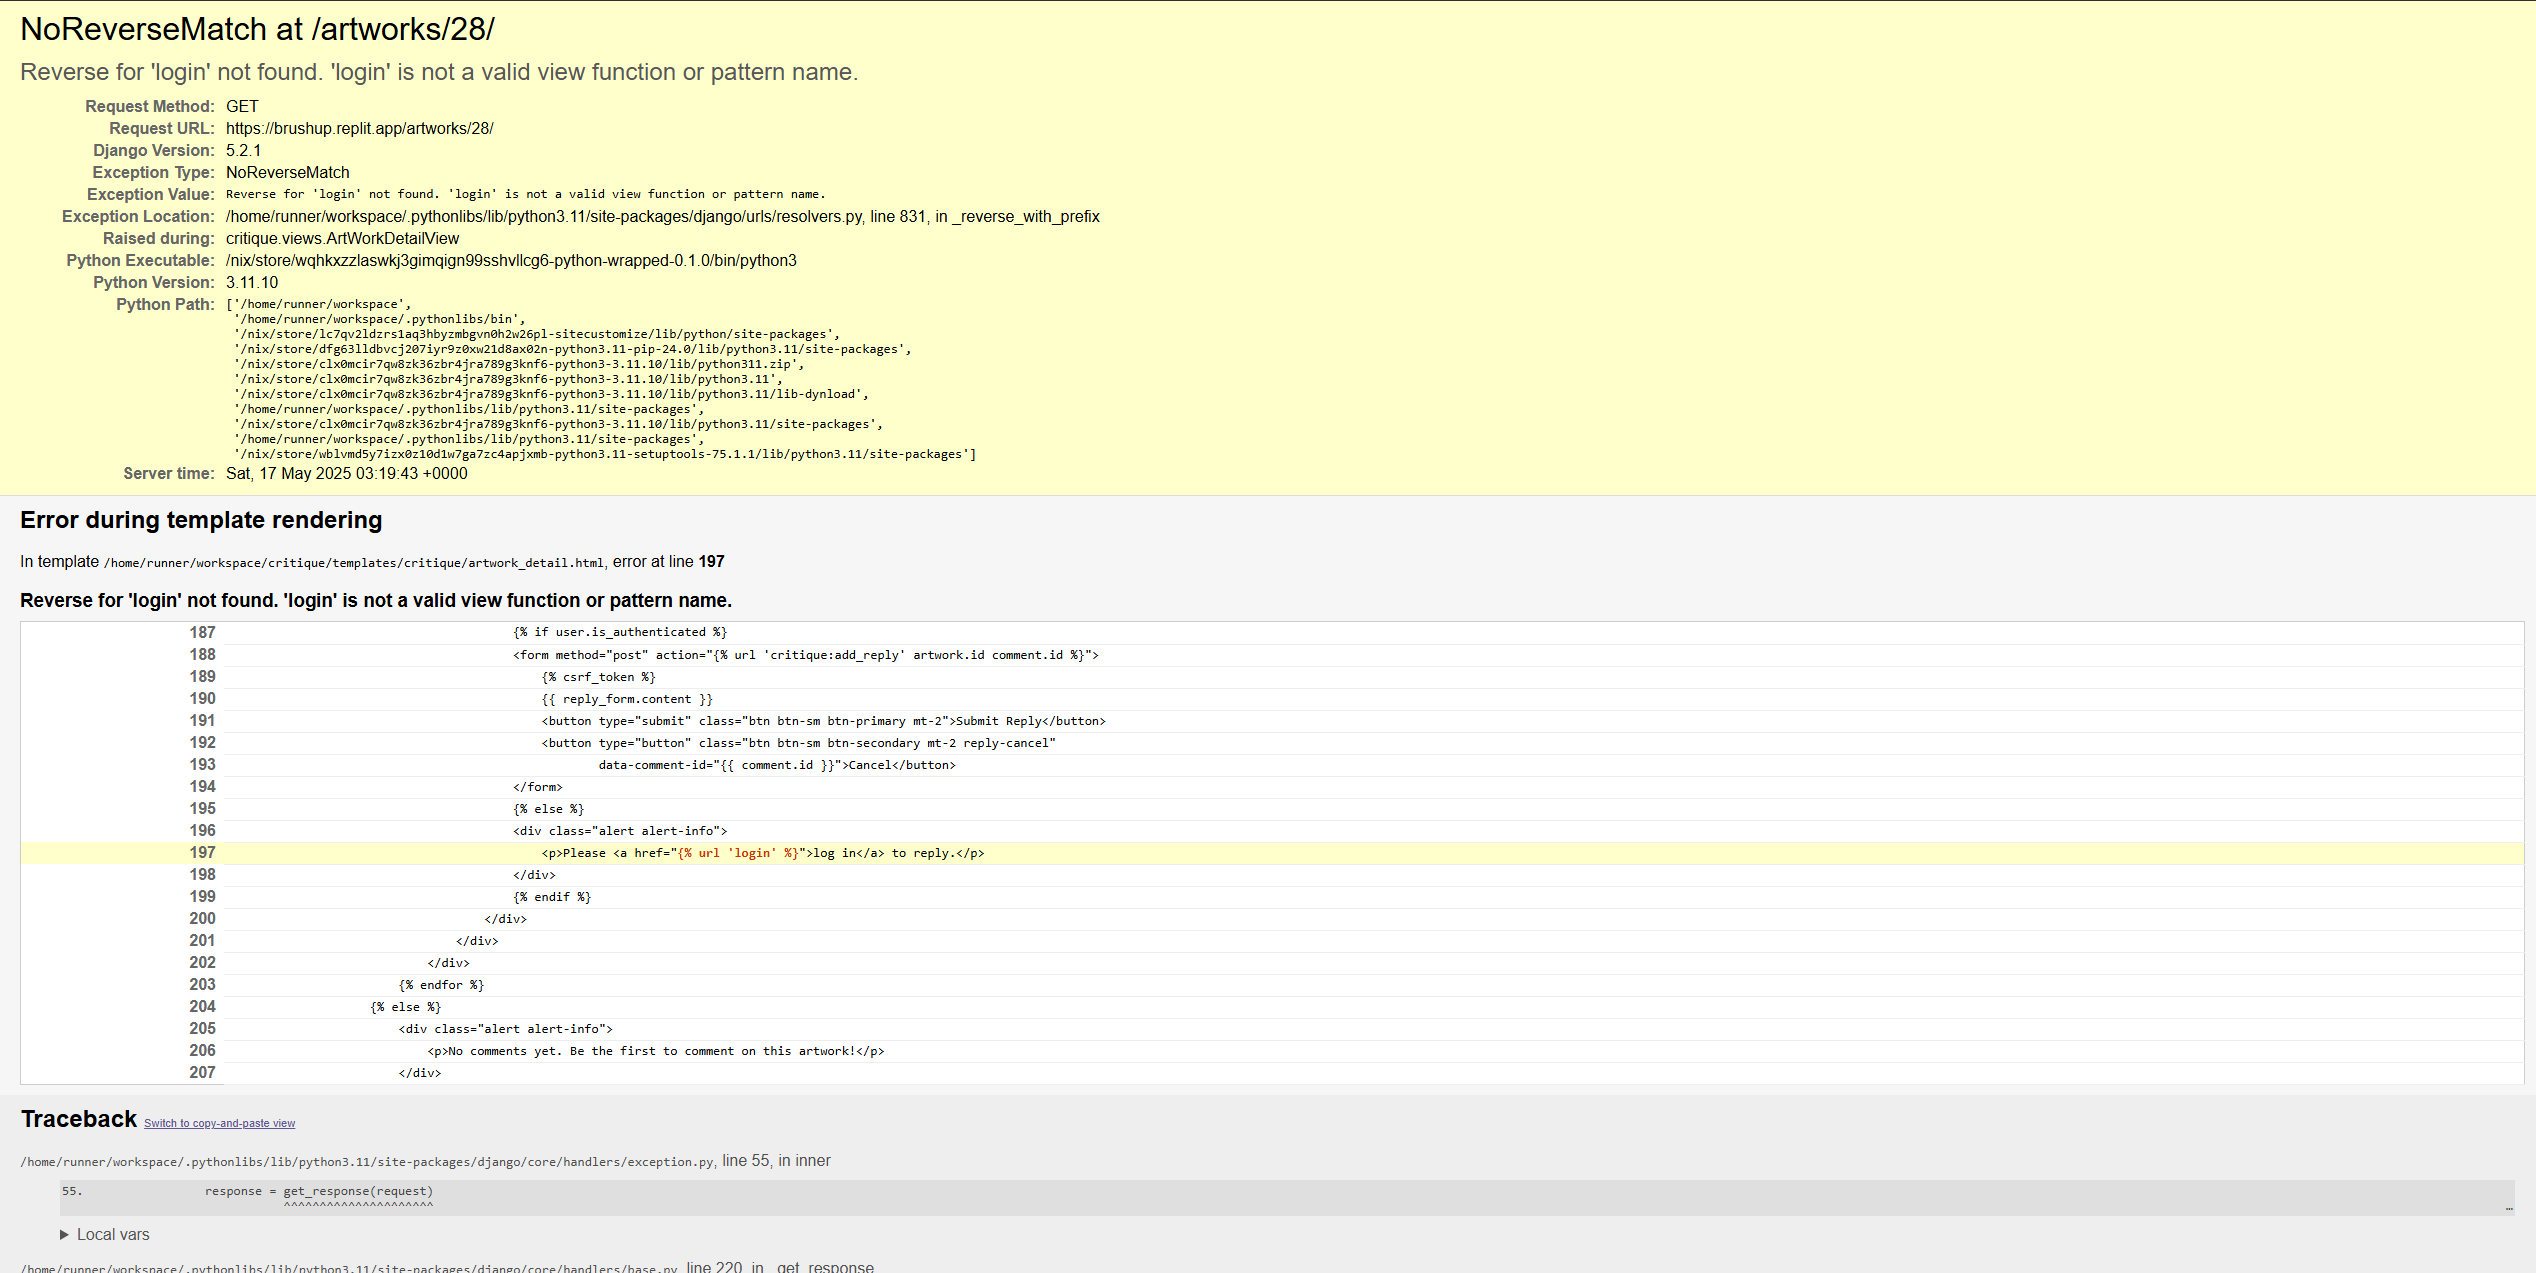 NoReverseMatch at /artworks/28/
Reverse for 'login' not found. 'login' is not a valid view function or pattern name.
Request Method: GET
Request URL: https://brushup.replit.app/artworks/28/
Django Version: 5.2.1
Exception Type: NoReverseMatch
Exception Value: Reverse for 'login' not found. 'login' is not a valid view function or pattern name.
Exception Location: /home/runner/workspace/.pythonlibs/lib/python3.11/site-packages/django/urls/resolvers.py, line 831, in _reverse_with_prefix
Raised during: critique.views.ArtWorkDetailView
Python Executable: /nix/store/wqhkxzzlaswkj3gimqign99sshvllcg6-python-wrapped-0.1.0/bin/python3
Python Version: 3.11.10
Python Path: ['/home/runner/workspace',
'/home/runner/workspace/.pythonlibs/bin',
'/nix/store/lc7qv2ldzrs1aq3hbyzmbgvn0h2w26pl-sitecustomize/lib/python/site-packages',
'/nix/store/dfg63lldbvcj207iyr9z0xw21d8ax02n-python3.11-pip-24.0/lib/python3.11/site-packages',
'/nix/store/clx0mcir7qw8zk36zbr4jra789g3knf6-python3-3.11.10/lib/python311.zip',
'/nix/store/clx0mcir7qw8zk36zbr4jra789g3knf6-python3-3.11.10/lib/python3.11',
'/nix/store/clx0mcir7qw8zk36zbr4jra789g3knf6-python3-3.11.10/lib/python3.11/lib-dynload',
'/home/runner/workspace/.pythonlibs/lib/python3.11/site-packages',
'/nix/store/clx0mcir7qw8zk36zbr4jra789g3knf6-python3-3.11.10/lib/python3.11/site-packages',
'/home/runner/workspace/.pythonlibs/lib/python3.11/site-packages',
'/nix/store/wblvmd5y7izx0z10d1w7ga7zc4apjxmb-python3.11-setuptools-75.1.1/lib/python3.11/site-packages']
Server time: Sat, 17 May 2025 03:19:43 +0000
Error during template rendering
In template /home/runner/workspace/critique/templates/critique/artwork_detail.html, error at line 197
Reverse for 'login' not found. 'login' is not a valid view function or pattern name.
187 {% if user.is_authenticated %}
188 <form method="post" action="{% url 'critique:add_reply' artwork.id comment.id %}">
189 {% csrf_token %}
190 {{ reply_form.content }}
191 <button type="submit" class="btn btn-sm btn-primary mt-2">Submit Reply</button>
192 <button type="button" class="btn btn-sm btn-secondary mt-2 reply-cancel"
193 data-comment-id="{{ comment.id }}">Cancel</button>
194 </form>
195 {% else %}
196 <div class="alert alert-info">
197 <p>Please <a href="{% url 'login' %}">log in</a> to reply.</p>
198 </div>
199 {% endif %}
200 </div>
201 </div>
202 </div>
203 {% endfor %}
204 {% else %}
205 <div class="alert alert-info">
206 <p>No comments yet. Be the first to comment on this artwork!</p>
207 </div>
Traceback Switch to copy-and-paste view
/home/runner/workspace/.pythonlibs/lib/python3.11/site-packages/django/core/handlers/exception.py, line 55, in inner
55. response = get_response(request)
^^^^^^^^^^^^^^^^^^^^^
…
▶ Local vars
/home/runner/workspace/.pythonlibs/lib/python3.11/site-packages/django/core/handlers/base.py, line 220, in _get_response